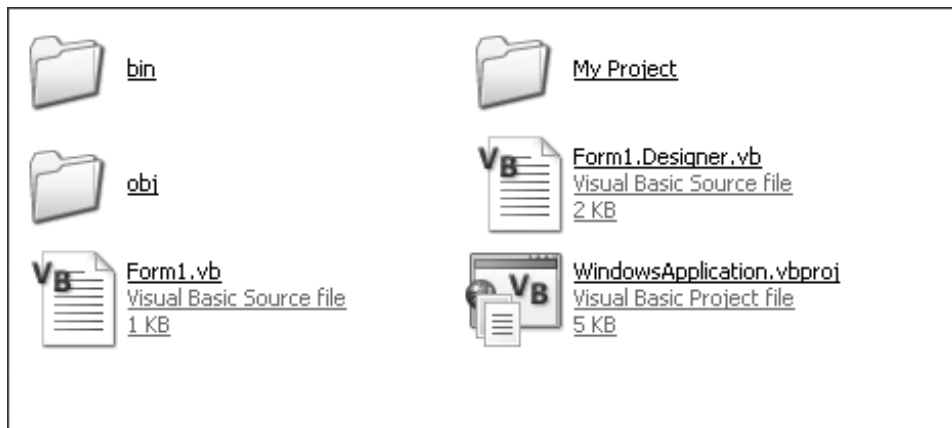 bin
My Project
obj
VB
Form1.Designer.vb
Visual Basic Source file
2 KB
VB
Form1.vb
Visual Basic Source file
1 KB
VB
WindowsApplication.vbproj
Visual Basic Project file
5 KB